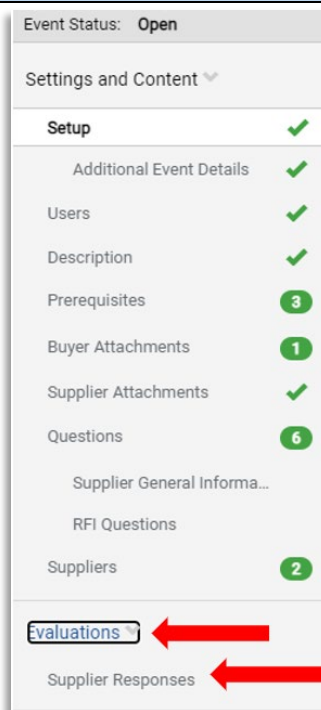 Event Status: Open
Settings and Content
Setup
Additional Event Details
Users
Description
Prerequisites 3
Buyer Attachments 1
Supplier Attachments
Questions 6
Supplier General Informa...
RFI Questions
Suppliers 2
Evaluations
Supplier Responses